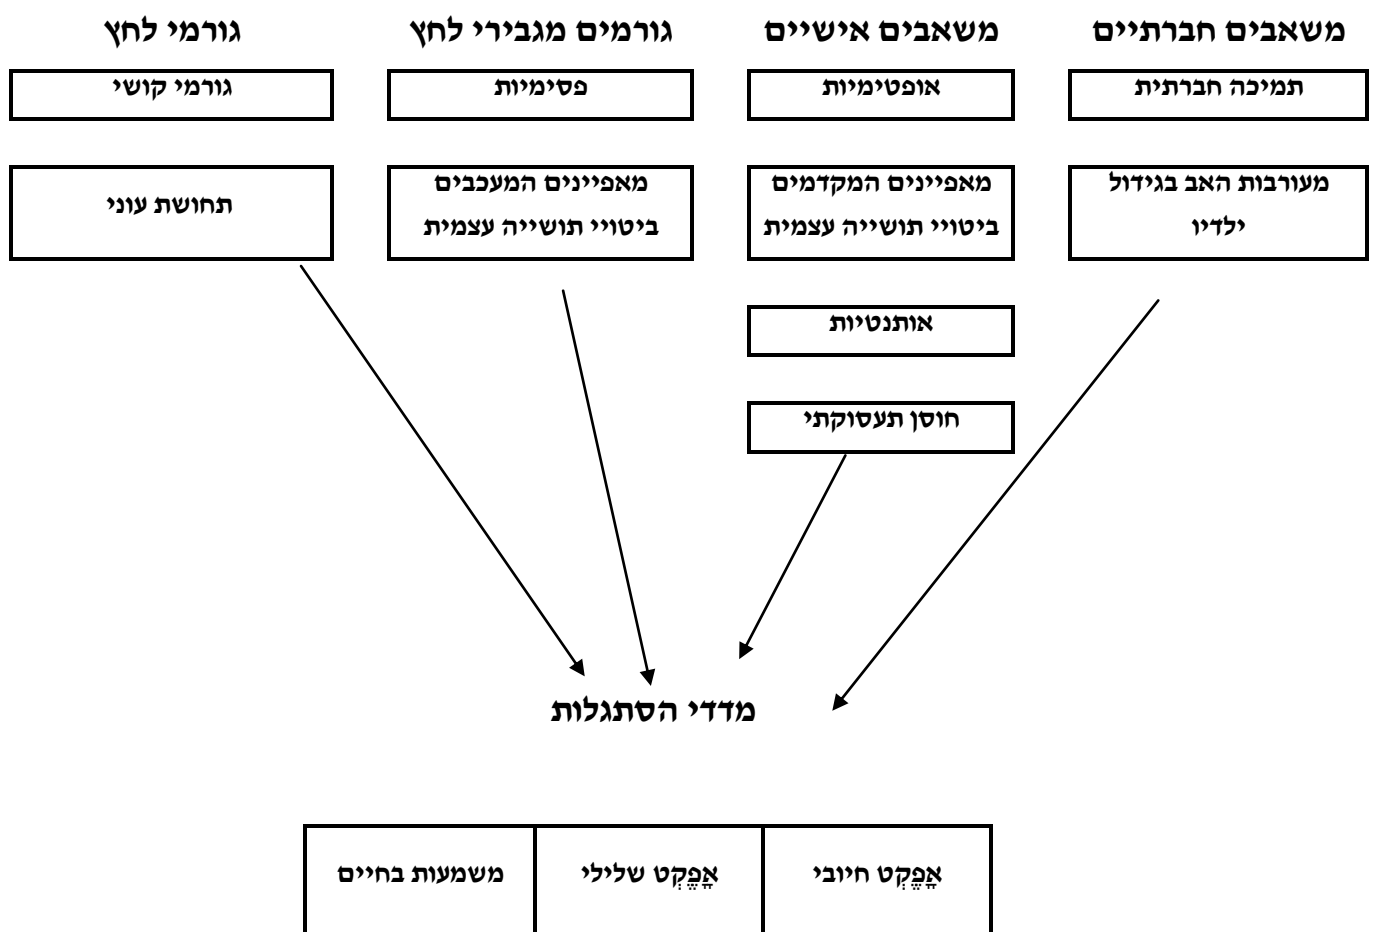 משאבים חברתיים
משאבים אישיים
גורמים מגבירי לחץ
גורמי לחץ
תמיכה חברתית
אופטימיות
פסימיות
גורמי קושי
מעורבות האב בגידול
ילדיו
מאפיינים המקדמים
ביטויי תושייה עצמית
מאפיינים המעכבים
ביטויי תושייה עצמית
תחושת עוני
אותנטיות
חוסן תעסוקתי
מדדי הסתגלות
אָפֶקְט חיובי
אָפֶקְט שלילי
משמעות בחיים